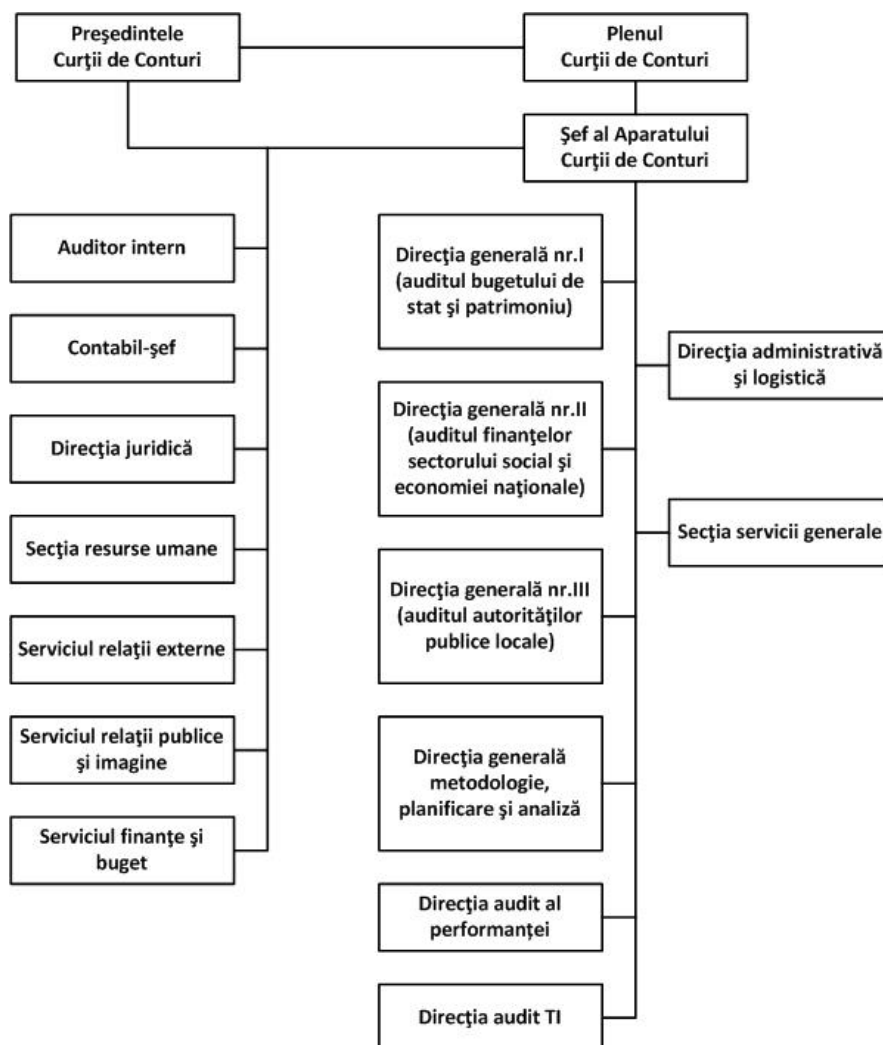 Preşedintele
Curţii de Conturi
Plenul
Curţii de Conturi
Şef al Aparatului
Curţii de Conturi
Auditor intern
Contabil-şef
Direcţia juridică
Secţia resurse umane
Serviciul relaţii externe
Serviciul relaţii publice
şi imagine
Serviciul finanţe şi
buget
Direcţia generală nr.I
(auditul bugetului de
stat şi patrimoniu)
Direcţia generală nr.II
(auditul finanţelor
sectorului social şi
economiei naţionale)
Direcţia generală nr.III
(auditul autorităţilor
publice locale)
Direcţia generală
metodologie,
planificare şi analiză
Direcţia audit al
performanţei
Direcţia audit TI
Direcţia administrativă
şi logistică
Secţia servicii generale